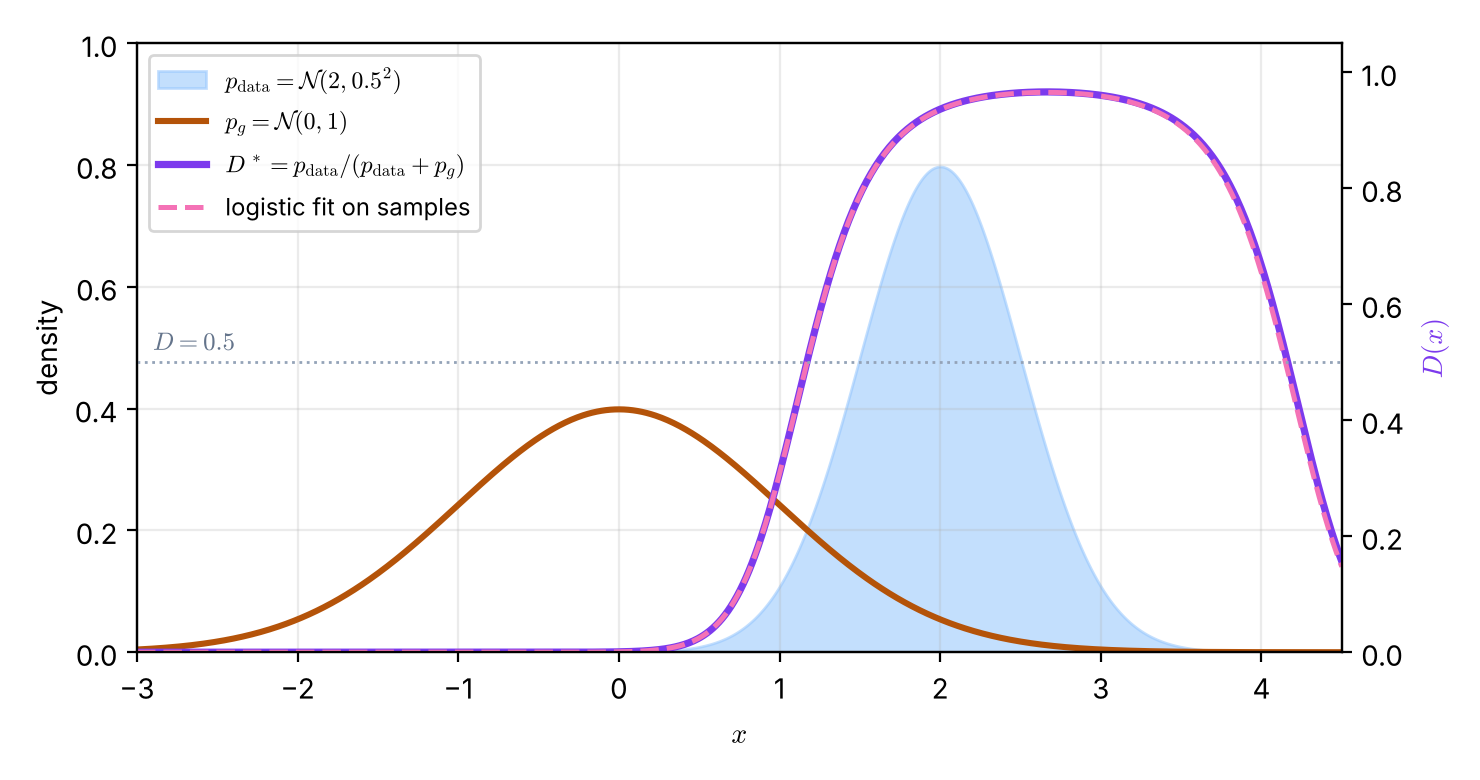 p_data = N(2, 0.5²)
p_g = N(0, 1)
D* = p_data/(p_data + p_g)
logistic fit on samples
D = 0.5
density
1.0
0.8
0.6
0.4
0.2
0.0
D(x)
1.0
0.8
0.6
0.4
0.2
0.0
−3 −2 −1 0 1 2 3 4
x